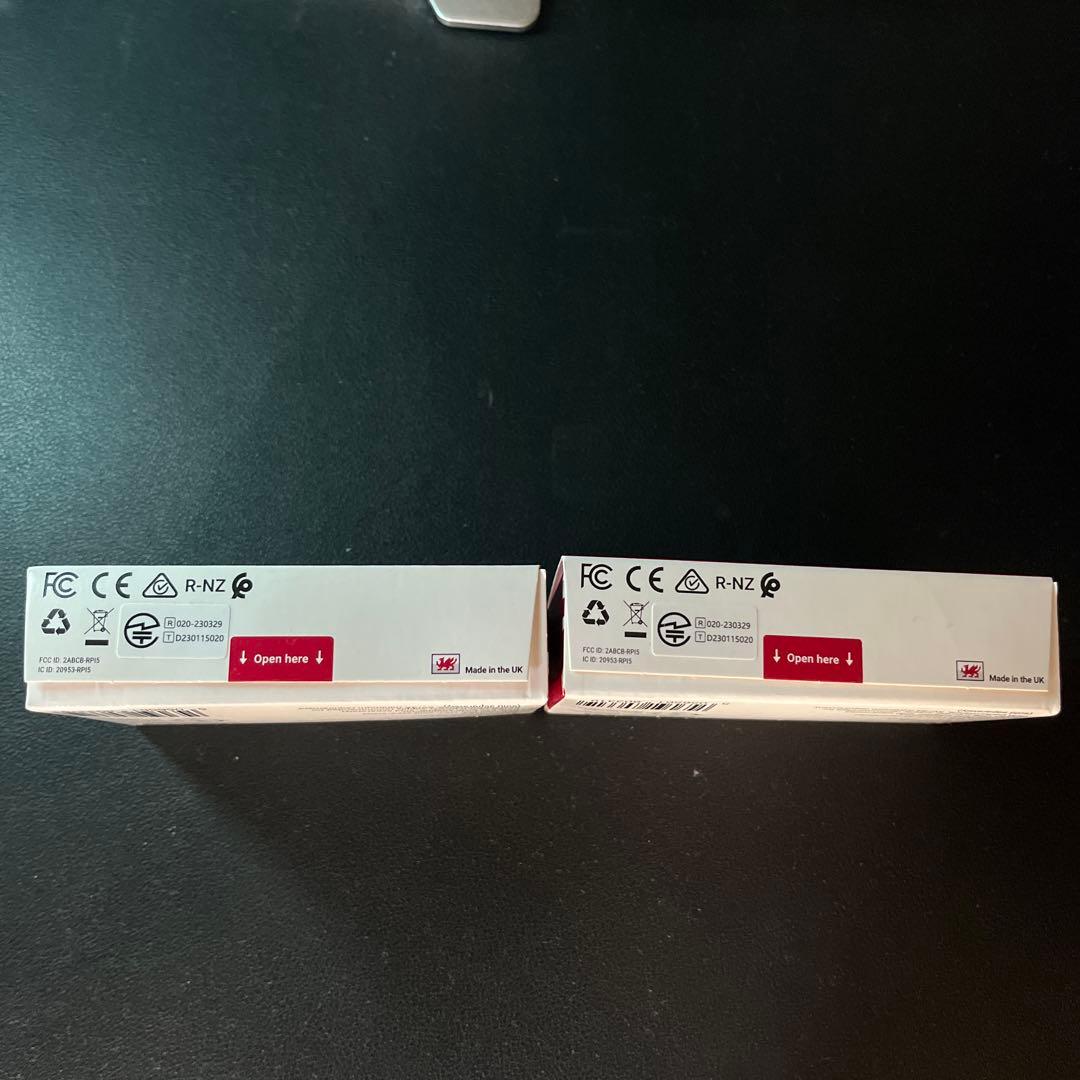 FC CE R-NZ
R 020-230329
T D230115020
FCC ID: 2ABCB-RPI5
IC ID: 20953-RPI5
Open here
Made in the UK
FC CE R-NZ
R 020-230329
T D230115020
FCC ID: 2ABCB-RPI5
IC ID: 20953-RPI5
Open here
Made in the UK